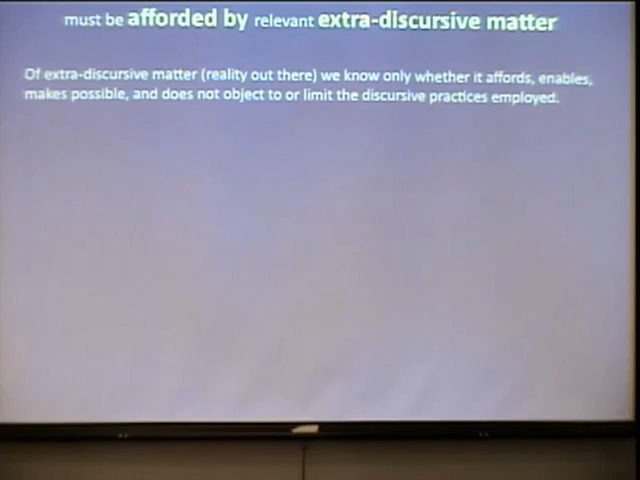 must be afforded by relevant extra-discursive matter
Of extra-discursive matter (reality out there) we know only whether it affords, enables,
makes possible, and does not object to or limit the discursive practices employed.